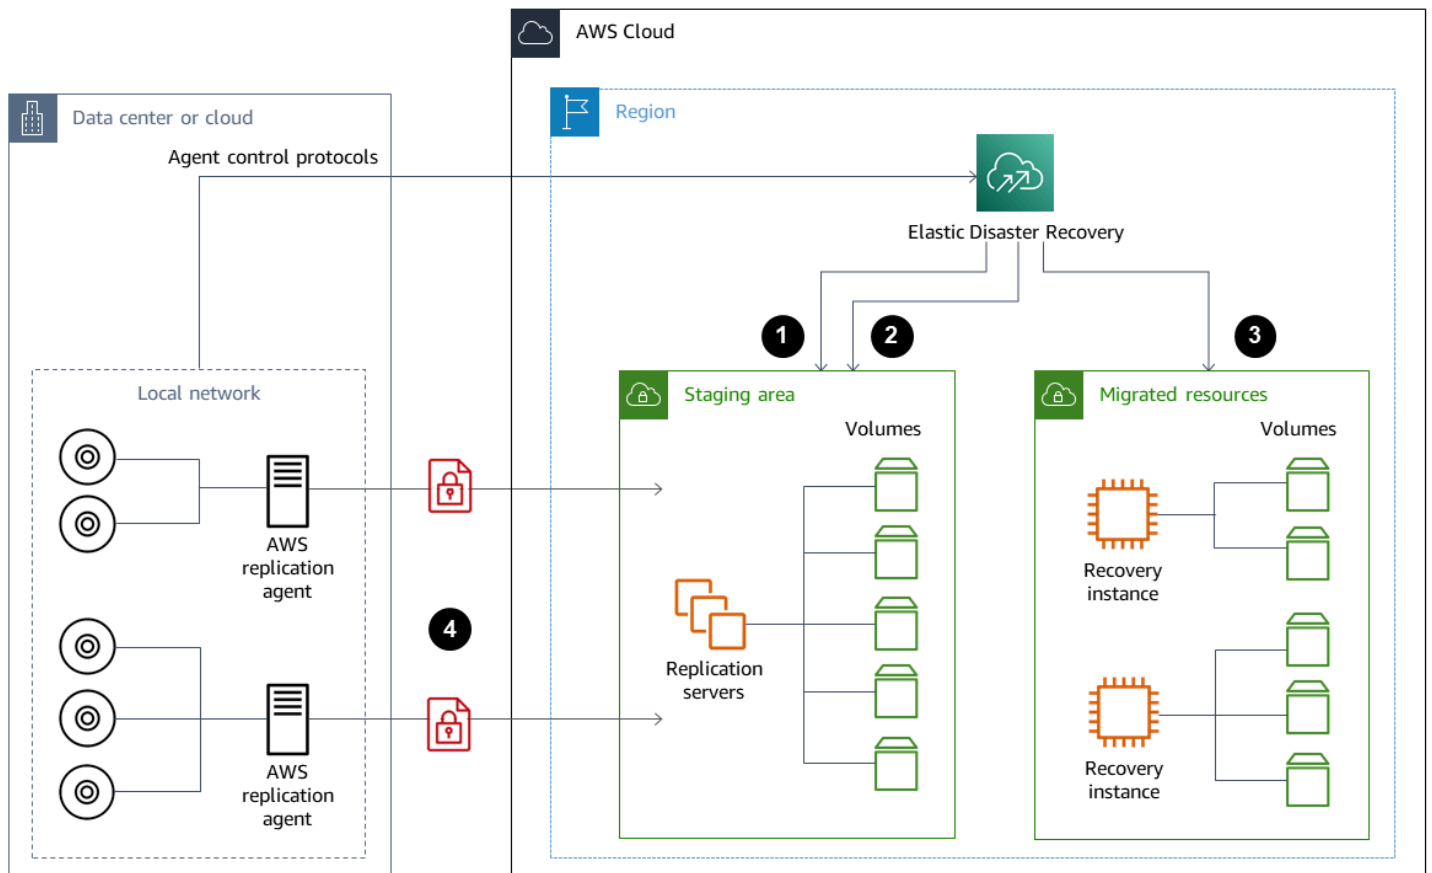 AWS Cloud
Data center or cloud
Region
Agent control protocols
Elastic Disaster Recovery
1
2
3
Local network
Staging area
Migrated resources
Volumes
Volumes
AWS
replication
agent
Recovery
instance
4
Replication
servers
AWS
replication
agent
Recovery
instance